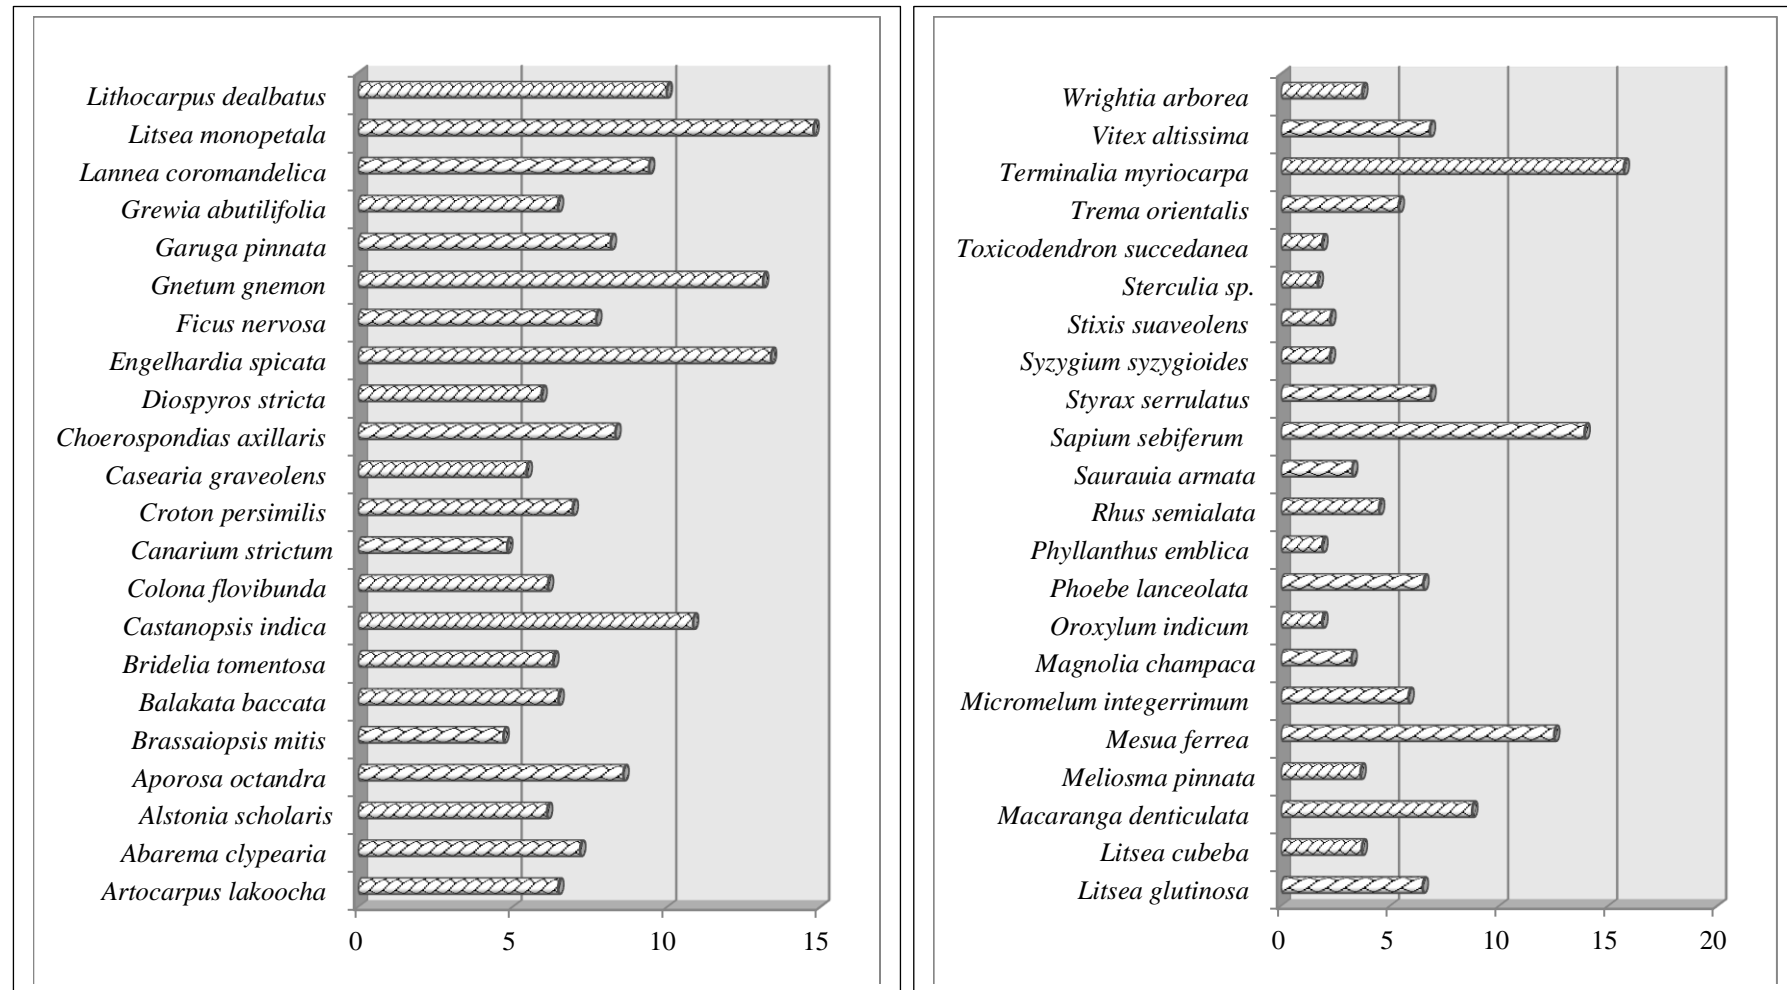 Lithocarpus dealbatus
Litsea monopetala
Lannea coromandelica
Grewia abutilifolia
Garuga pinnata
Gnetum gnemon
Ficus nervosa
Engelhardia spicata
Diospyros stricta
Choerospondias axillaris
Casearia graveolens
Croton persimilis
Canarium strictum
Colona flovibunda
Castanopsis indica
Bridelia tomentosa
Balakata baccata
Brassaiopsis mitis
Aporosa octandra
Alstonia scholaris
Abarema clypearia
Artocarpus lakoocha
0 5 10 15
Wrightia arborea
Vitex altissima
Terminalia myriocarpa
Trema orientalis
Toxicodendron succedanea
Sterculia sp.
Stixis suaveolens
Syzygium syzygioides
Styrax serrulatus
Sapium sebiferum
Saurauia armata
Rhus semialata
Phyllanthus emblica
Phoebe lanceolata
Oroxylum indicum
Magnolia champaca
Micromelum integerrimum
Mesua ferrea
Meliosma pinnata
Macaranga denticulata
Litsea cubeba
Litsea glutinosa
0 5 10 15 20